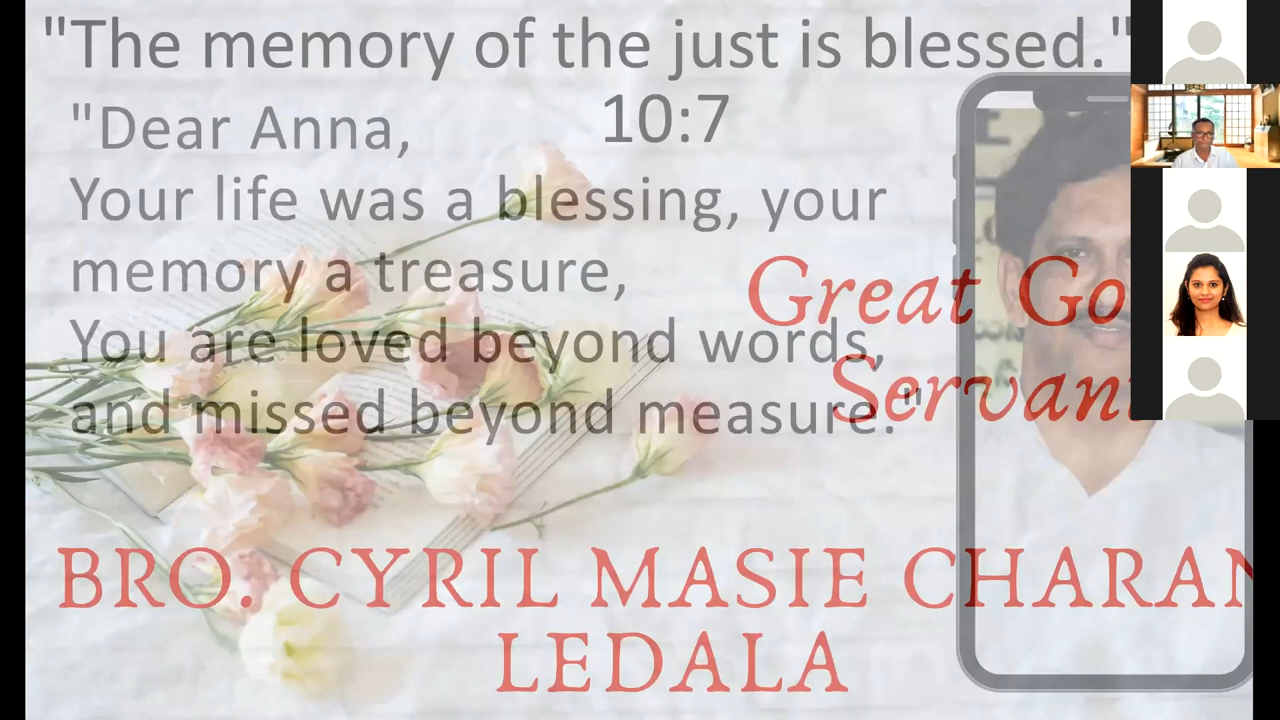 "The memory of the just is blessed."
10:7
"Dear Anna,
Your life was a blessing, your
memory a treasure,
You are loved beyond words,
and missed beyond measure."
Great Go
Servant
BRO. CYRIL MASIE CHARAN
LEDALA